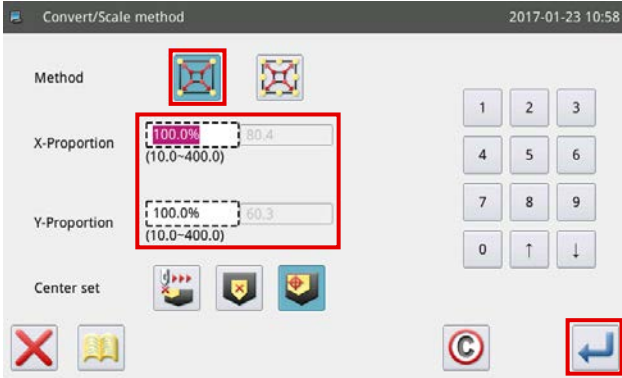 Convert/Scale method 2017-01-23 10:58
Method
X-Proportion 100.0% 80.4
(10.0~400.0)
Y-Proportion 100.0% 60.3
(10.0~400.0)
Center set
1 2 3
4 5 6
7 8 9
0 ↑ ↓
C